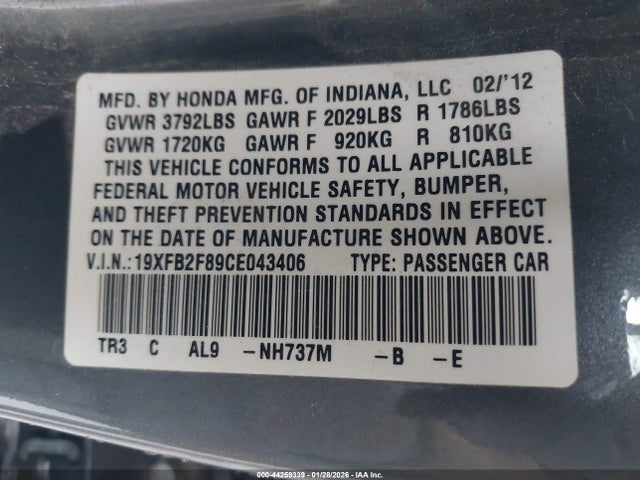 MFD. BY HONDA MFG. OF INDIANA, LLC 02/'12
GVWR 3792LBS GAWR F 2029LBS R 1786LBS
GVWR 1720KG GAWR F 920KG R 810KG
THIS VEHICLE CONFORMS TO ALL APPLICABLE
FEDERAL MOTOR VEHICLE SAFETY, BUMPER,
AND THEFT PREVENTION STANDARDS IN EFFECT
ON THE DATE OF MANUFACTURE SHOWN ABOVE.
V.I.N.:19XFB2F89CE043406 TYPE: PASSENGER CAR
TR3 C AL9 -NH737M -B -E
000- 44259339 - 01/28/2026 - IAA Inc.